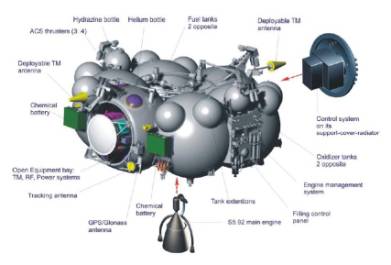 Hydrazine bottle
Helium bottle
Fuel tanks
2 opposite
Deployable TM
antenna
ACS thrusters (3 4)
Deployable TM
antenna
Chemical
battery
Control system
on its
support-cover-radiator
Oxidizer tanks
2 opposite
Open Equipment bay:
TM, RF, Power systems
Engine management
system
Tracking antenna
Tank extentions
Chemical
battery
Filling control
panel
GPS/Glonass
antenna
S5.92 main engine